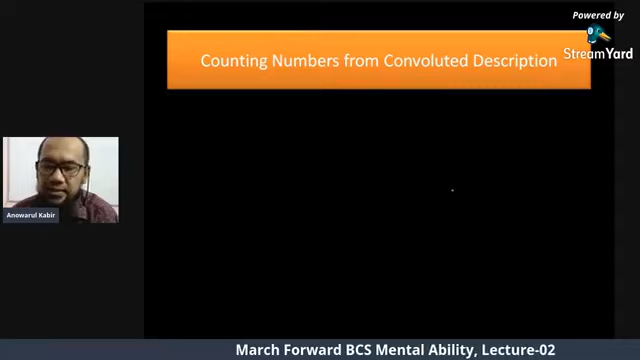 Powered by
StreamYard
Counting Numbers from Convoluted Description
Anowarul Kabir
March Forward BCS Mental Ability, Lecture-02